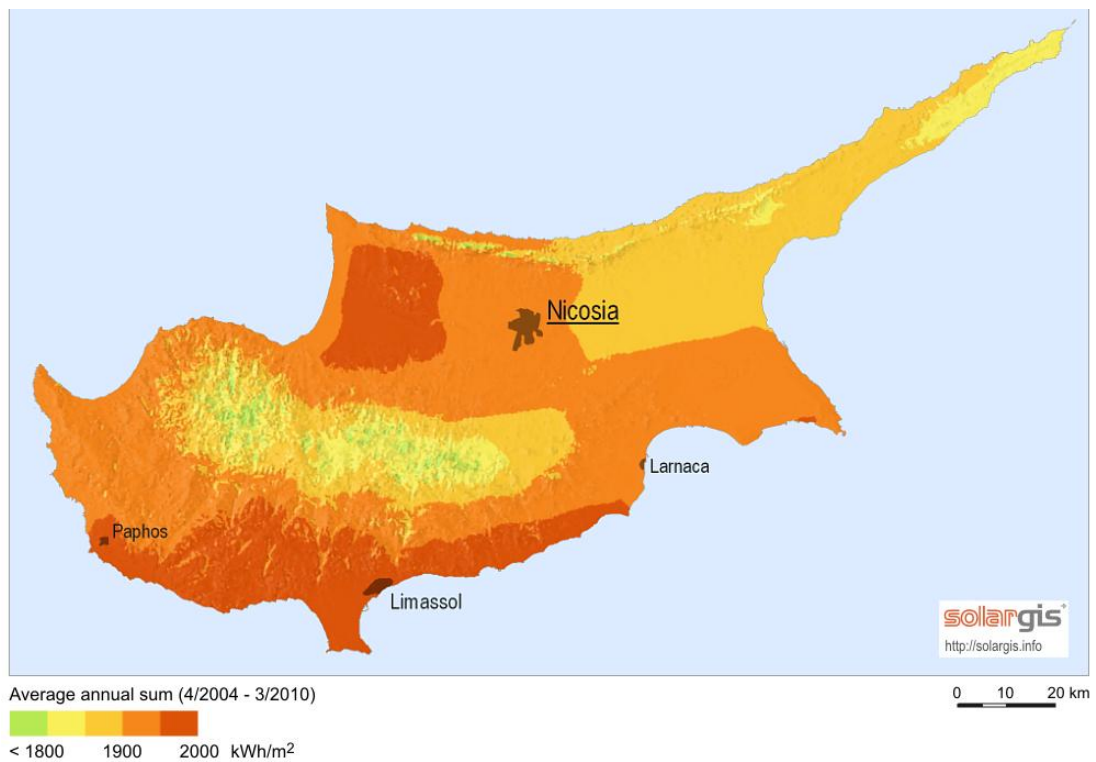 Nicosia
Larnaca
Paphos
Limassol
solargis
http://solargis.info
Average annual sum (4/2004 - 3/2010)
0 10 20 km
< 1800 1900 2000 kWh/m²